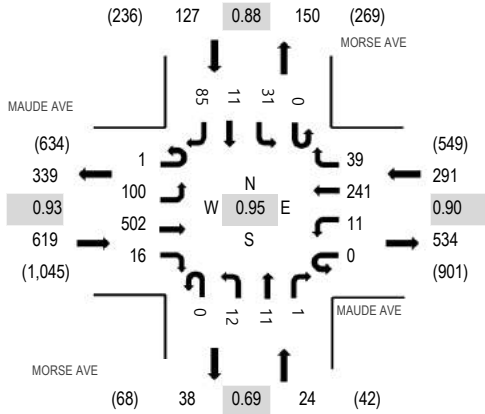 (236) 127 0.88 150 (269)
MORSE AVE
85 11 31 0
MAUDE AVE
(634) (549)
339 1 39 291
100 N 241
0.93 W 0.95 E 0.90
502 11
619 S 534
16 0
(1,045) (901)
0 12 11 1
MAUDE AVE
MORSE AVE
(68) 38 0.69 24 (42)